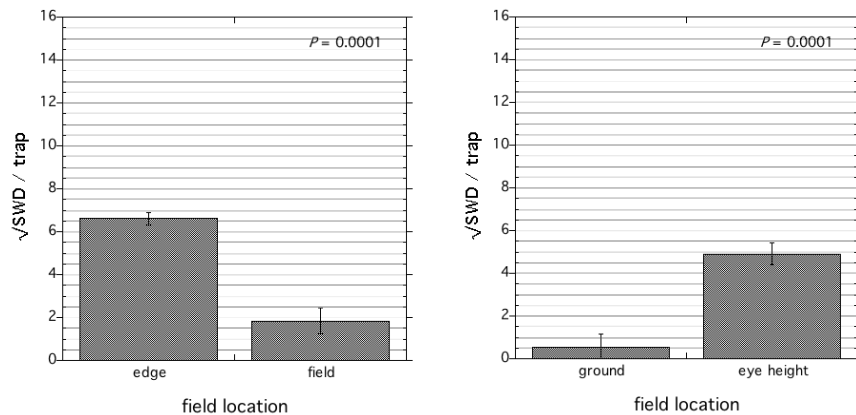 16
P = 0.0001
14
12
10
8
6
4
2
0
√SWD / trap
edge field
field location
16
P = 0.0001
14
12
10
8
6
4
2
0
√SWD / trap
ground eye height
field location